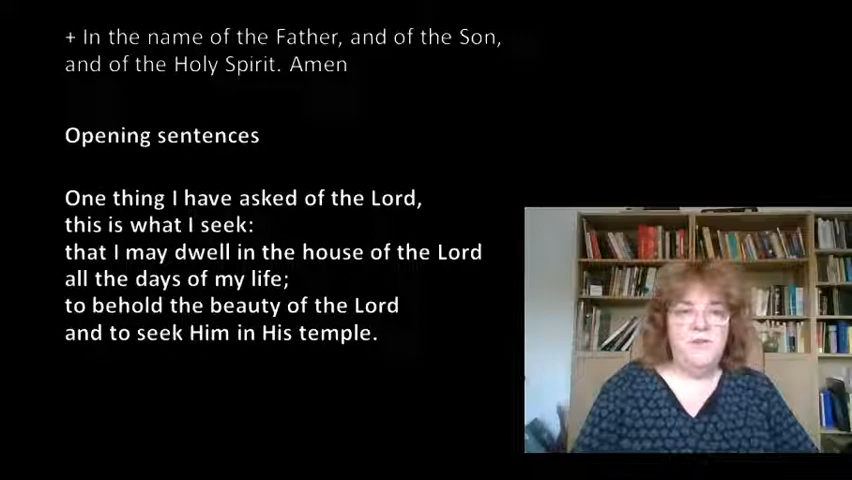 + In the name of the Father, and of the Son,
and of the Holy Spirit. Amen
Opening sentences
One thing I have asked of the Lord,
this is what I seek:
that I may dwell in the house of the Lord
all the days of my life;
to behold the beauty of the Lord
and to seek Him in His temple.